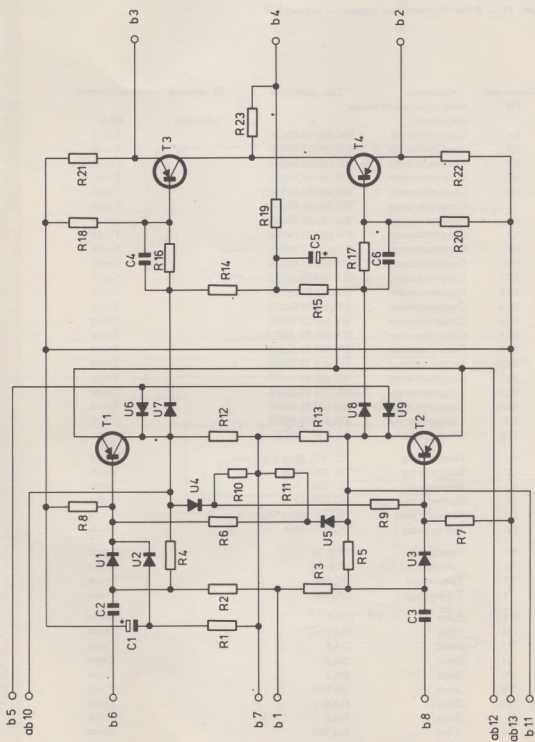 b3
b4
b2
R21
R23
T3
T4
R22
R18
C4
R16
R19
R17
C6
R20
R14
C5
+
R15
T1
U6
U7
R12
R13
U8
U9
T2
R8
U4
R10
R11
R9
U1
U2
R6
U5
R7
C2
R4
R5
U3
R2
R3
C1
+
R1
C3
b5
ab10
b6
b7
b1
b8
ab12
ab13
b11